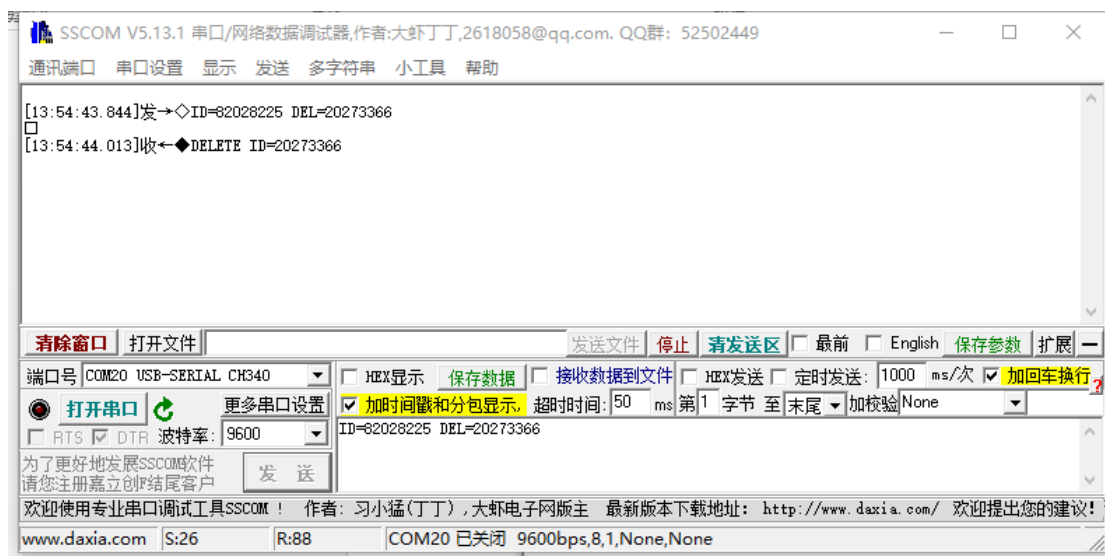 SSCOM V5.13.1 串口/网络数据调试器,作者:大虾丁丁,2618058@qq.com. QQ群: 52502449
通讯端口 串口设置 显示 发送 多字符串 小工具 帮助
[13:54:43.844]发→◇ID=82028225 DEL=20273366
□
[13:54:44.013]收←◆DELETE ID=20273366
清除窗口 打开文件 发送文件 停止 清发送区 最前 English 保存参数 扩展 —
端口号 COM20 USB-SERIAL CH340 HEX显示 保存数据 接收数据到文件 HEX发送 定时发送: 1000 ms/次 加回车换行 ?
打开串口 更多串口设置 加时间戳和分包显示, 超时时间: 50 ms 第1 字节 至 末尾 加校验 None
RTS DTR 波特率: 9600 ID=82028225 DEL=20273366
为了更好地发展SSCOM软件
请您注册嘉立创F结尾客户 发 送
欢迎使用专业串口调试工具SSCOM ! 作者: 习小猛(丁丁),大虾电子网版主 最新版本下载地址: http://www.daxia.com/ 欢迎提出您的建议!
www.daxia.com S:26 R:88 COM20 已关闭 9600bps,8,1,None,None